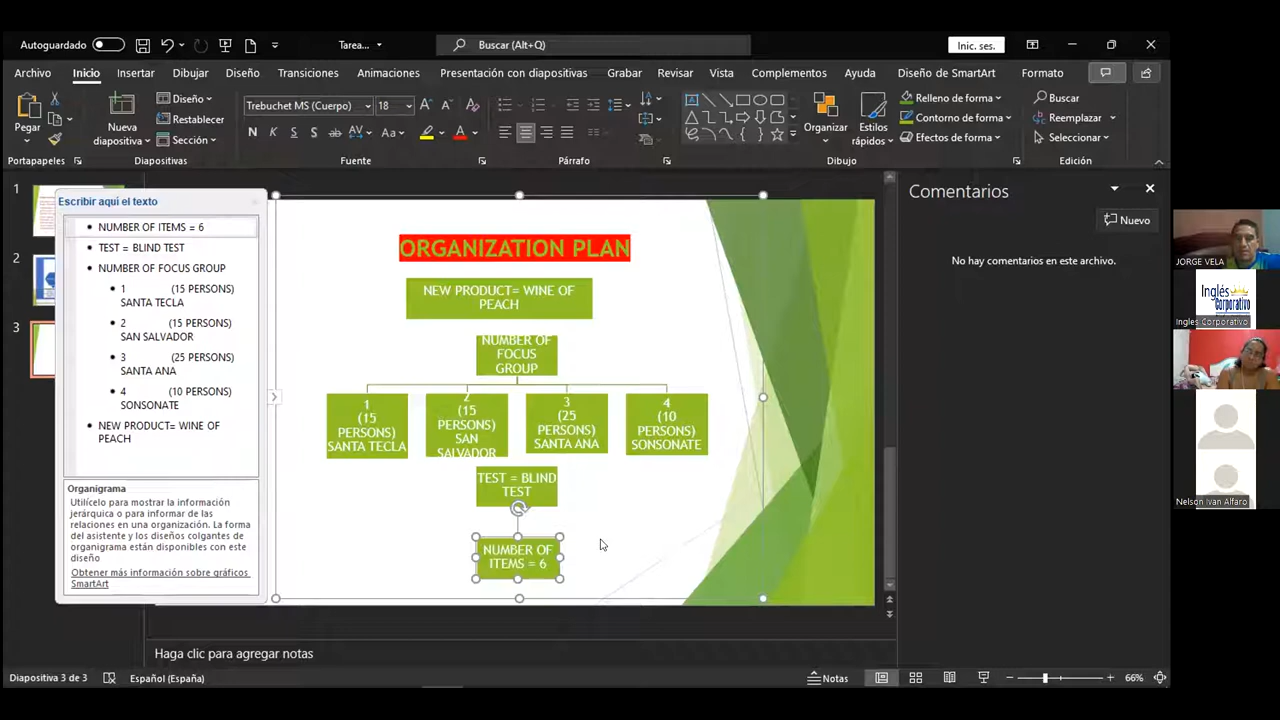 Autoguardado
Tarea...
Buscar (Alt+Q)
Inic. ses.
Archivo Inicio Insertar Dibujar Diseño Transiciones Animaciones Presentación con diapositivas Grabar Revisar Vista Complementos Ayuda Diseño de SmartArt Formato
Pegar
Nueva
diapositiva
Diseño
Restablecer
Sección
Trebuchet MS (Cuerpo) 18
N K S S ab AV Aa A
Organizar
Estilos
rápidos
Relleno de forma
Contorno de forma
Efectos de forma
Buscar
Reemplazar
Seleccionar
Portapapeles Diapositivas Fuente Párrafo Dibujo Edición
1
2
3
Escribir aquí el texto
NUMBER OF ITEMS = 6
TEST = BLIND TEST
NUMBER OF FOCUS GROUP
1 (15 PERSONS)
SANTA TECLA
2 (15 PERSONS)
SAN SALVADOR
3 (25 PERSONS)
SANTA ANA
4 (10 PERSONS)
SONSONATE
NEW PRODUCT= WINE OF
PEACH
Organigrama
Utilícelo para mostrar la información
jerárquica o para informar de las
relaciones en una organización. La forma
del asistente y los diseños colgantes de
organigrama están disponibles con este
diseño
Obtener más información sobre gráficos
SmartArt
ORGANIZATION PLAN
NEW PRODUCT= WINE OF
PEACH
NUMBER OF
FOCUS
GROUP
1
(15
PERSONS)
SANTA TECLA
2
(15
PERSONS)
SAN
SALVADOR
3
(25
PERSONS)
SANTA ANA
4
(10
PERSONS)
SONSONATE
TEST = BLIND
TEST
NUMBER OF
ITEMS = 6
Comentarios
Nuevo
No hay comentarios en este archivo.
JORGE VELA
Inglés
Corporativo
Ingles Corporativo
Nelson Ivan Alfaro
Haga clic para agregar notas
Diapositiva 3 de 3 Español (España) Notas 66%